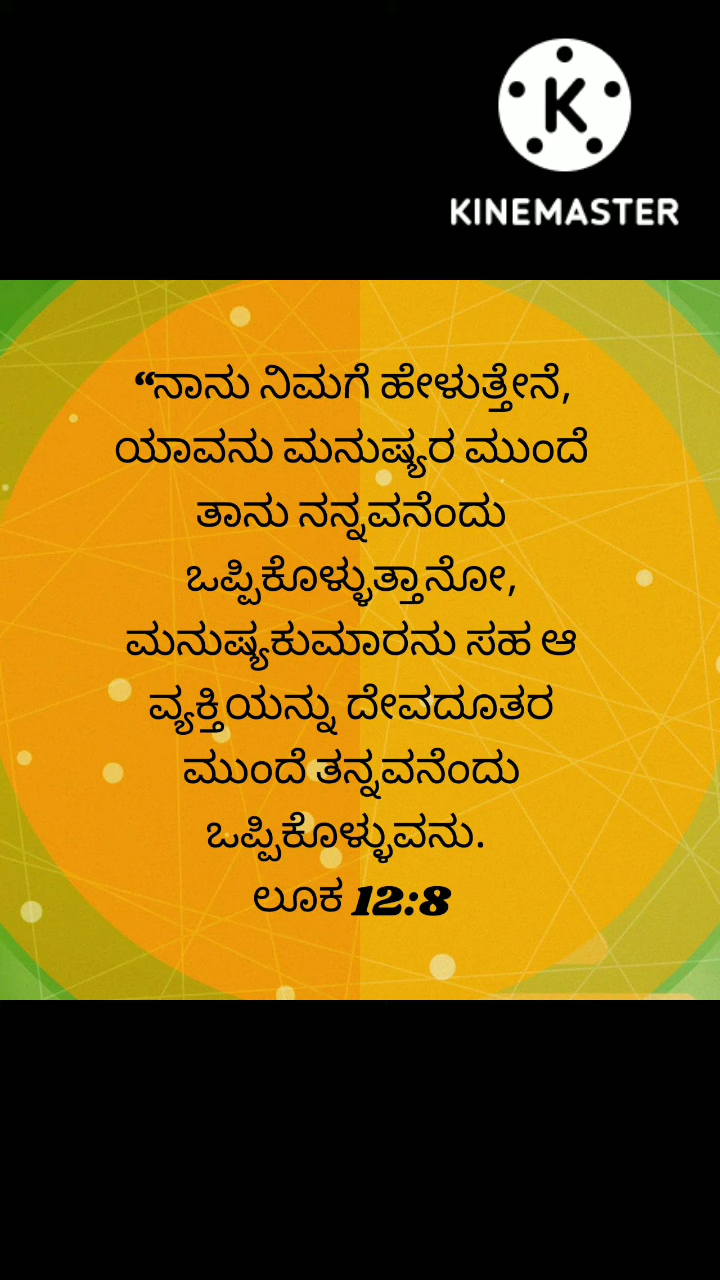 KINEMASTER
“ನಾನು ನಿಮಗೆ ಹೇಳುತ್ತೇನೆ,
ಯಾವನು ಮನುಷ್ಯರ ಮುಂದೆ
ತಾನು ನನ್ನವನೆಂದು
ಒಪ್ಪಿಕೊಳ್ಳುತ್ತಾನೋ,
ಮನುಷ್ಯಕುಮಾರನು ಸಹ ಆ
ವ್ಯಕ್ತಿಯನ್ನು ದೇವದೂತರ
ಮುಂದೆ ತನ್ನವನೆಂದು
ಒಪ್ಪಿಕೊಳ್ಳುವನು.
ಲೂಕ 12:8